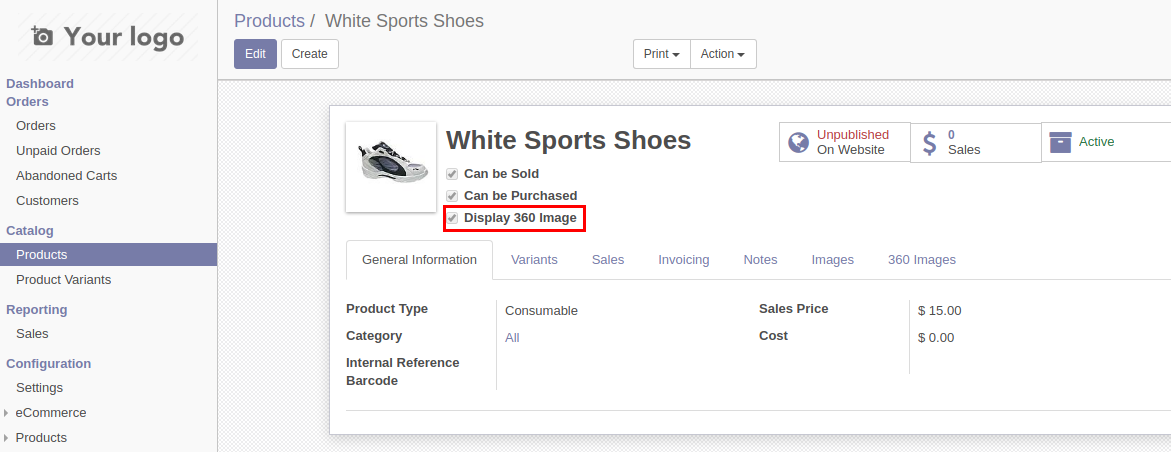 Your logo
Dashboard
Orders
Orders
Unpaid Orders
Abandoned Carts
Customers
Catalog
Products
Product Variants
Reporting
Sales
Configuration
Settings
eCommerce
Products
Products / White Sports Shoes
Edit Create Print Action
White Sports Shoes
Can be Sold
Can be Purchased
Display 360 Image
Unpublished
On Website
0
Sales
Active
General Information Variants Sales Invoicing Notes Images 360 Images
Product Type Consumable
Category All
Internal Reference
Barcode
Sales Price $ 15.00
Cost $ 0.00